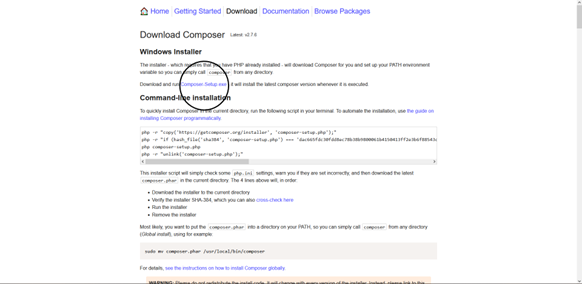 Home Getting Started Download Documentation Browse Packages
Download Composer Latest: v2.7.6
Windows Installer
The installer - which requires that you have PHP already installed - will download Composer for you and set up your PATH environment
variable so you can simply call composer from any directory.
Download and run Composer-Setup.exe - it will install the latest composer version whenever it is executed.
Command-line installation
To quickly install Composer in the current directory, run the following script in your terminal. To automate the installation, use the guide on
installing Composer programmatically.
php -r "copy('https://getcomposer.org/installer', 'composer-setup.php');"
php -r "if (hash_file('sha384', 'composer-setup.php') ===
php composer-setup.php
php -r "unlink('composer-setup.php');"
This installer script will simply check some php.ini settings, warn you if they are set incorrectly, and then download the latest
composer.phar in the current directory. The 4 lines above will, in order:
• Download the installer to the current directory
• Verify the installer SHA-384, which you can also cross-check here
• Run the installer
• Remove the installer
Most likely, you want to put the composer.phar into a directory on your PATH, so you can simply call composer from any directory
(Global install), using for example:
sudo mv composer.phar /usr/local/bin/composer
For details, see the instructions on how to install Composer globally.
WARNING: Please do not redistribute the install code. It will change with every version of the installer. Instead, please link to this